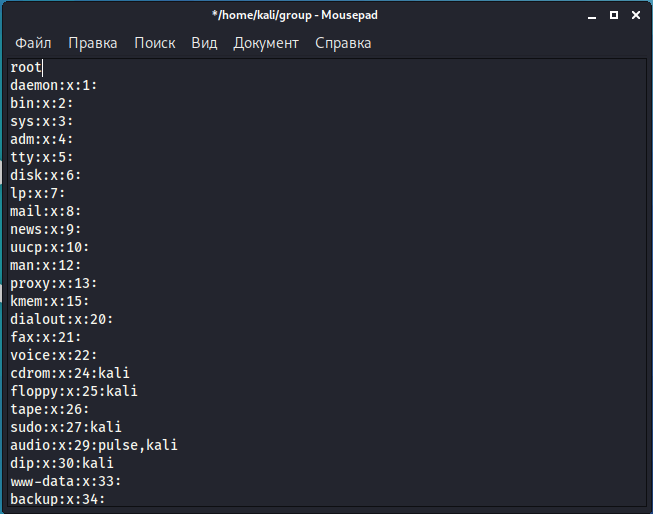 */home/kali/group - Mousepad
Файл Правка Поиск Вид Документ Справка
root
daemon:x:1:
bin:x:2:
sys:x:3:
adm:x:4:
tty:x:5:
disk:x:6:
lp:x:7:
mail:x:8:
news:x:9:
uucp:x:10:
man:x:12:
proxy:x:13:
kmem:x:15:
dialout:x:20:
fax:x:21:
voice:x:22:
cdrom:x:24:kali
floppy:x:25:kali
tape:x:26:
sudo:x:27:kali
audio:x:29:pulse,kali
dip:x:30:kali
www-data:x:33:
backup:x:34: